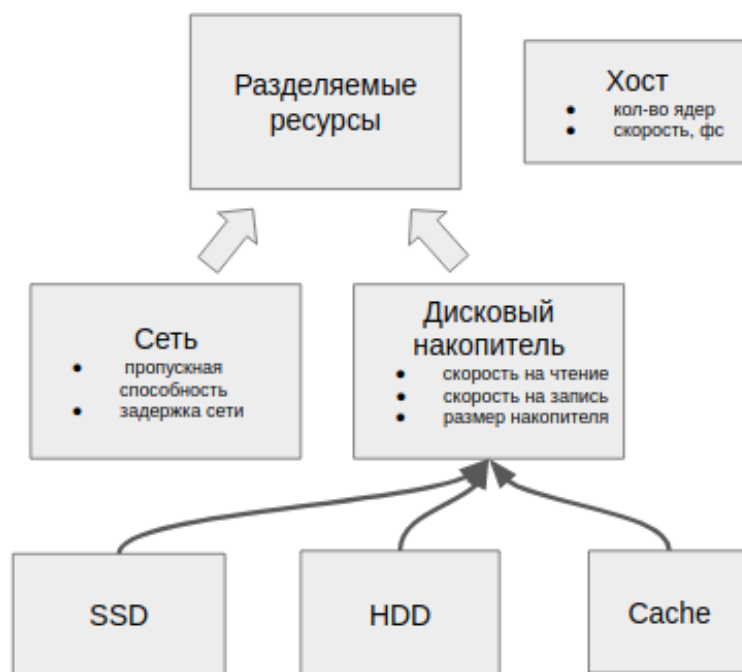 Разделяемые
ресурсы
Хост
● кол-во ядер
● скорость, фс
Сеть
● пропускная
способность
● задержка сети
Дисковый
накопитель
● скорость на чтение
● скорость на запись
● размер накопителя
SSD
HDD
Cache